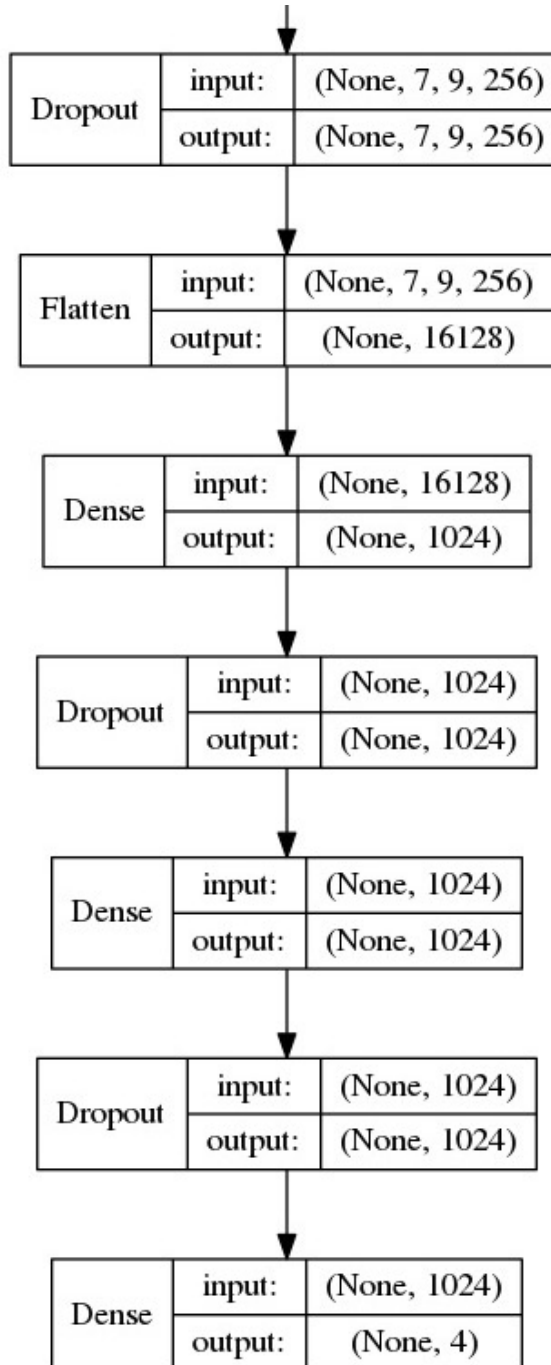 Dropout
input: (None, 7, 9, 256)
output: (None, 7, 9, 256)
Flatten
input: (None, 7, 9, 256)
output: (None, 16128)
Dense
input: (None, 16128)
output: (None, 1024)
Dropout
input: (None, 1024)
output: (None, 1024)
Dense
input: (None, 1024)
output: (None, 1024)
Dropout
input: (None, 1024)
output: (None, 1024)
Dense
input: (None, 1024)
output: (None, 4)